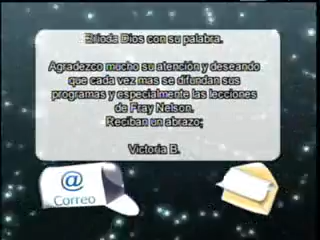 Dios con su palabra.
Agradezco mucho su atención y deseando
que cada vez mas se difundan sus
programas y especialmente las lecciones
de Fray Nelson.
Reciban un abrazo;
Victoria B.
@
Correo